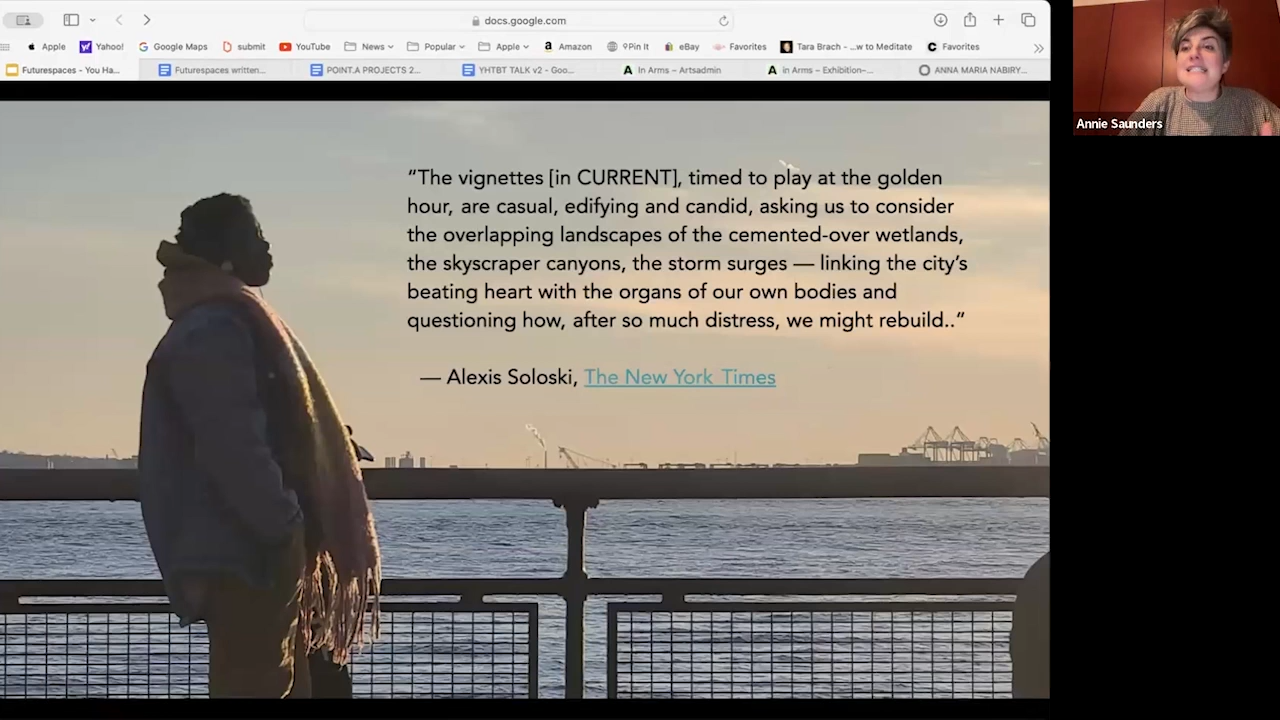 docs.google.com
Apple
Yahoo!
Google Maps
submit
YouTube
News
Popular
Apple
Amazon
Pin It
eBay
Favorites
Tara Brach - ...w to Meditate
Favorites
Futurespaces - You Ha...
Futurespaces written...
POINT.A PROJECTS 2...
YHTBT TALK v2 - Goo...
In Arms – Artsadmin
in Arms – Exhibition–...
ANNA MARIA NABIRY...
Annie Saunders
“The vignettes [in CURRENT], timed to play at the golden
hour, are casual, edifying and candid, asking us to consider
the overlapping landscapes of the cemented-over wetlands,
the skyscraper canyons, the storm surges — linking the city’s
beating heart with the organs of our own bodies and
questioning how, after so much distress, we might rebuild..“
— Alexis Soloski, The New York Times